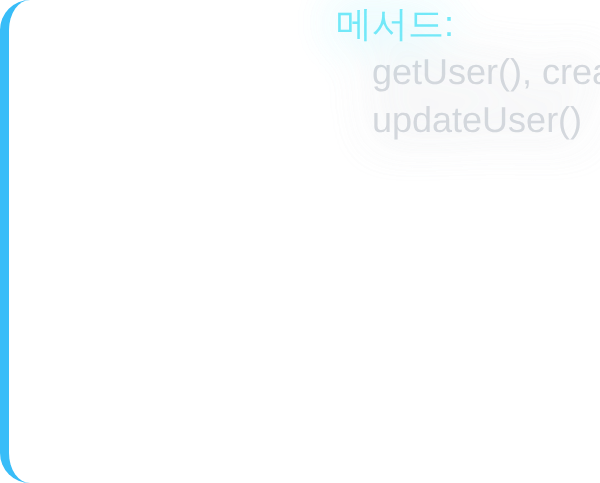 메서드:
getUser(), crea
updateUser()